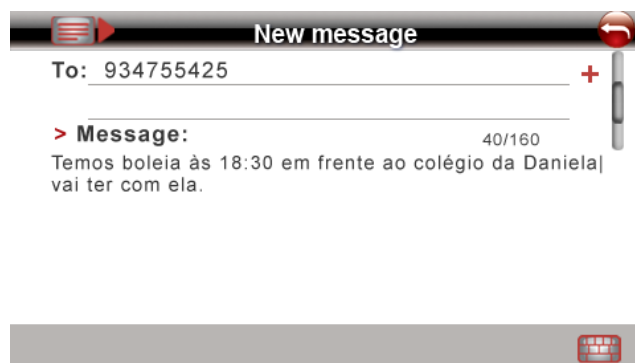 New message
To: 934755425
> Message:
40/160
Temos boleia às 18:30 em frente ao colégio da Daniela|
vai ter com ela.